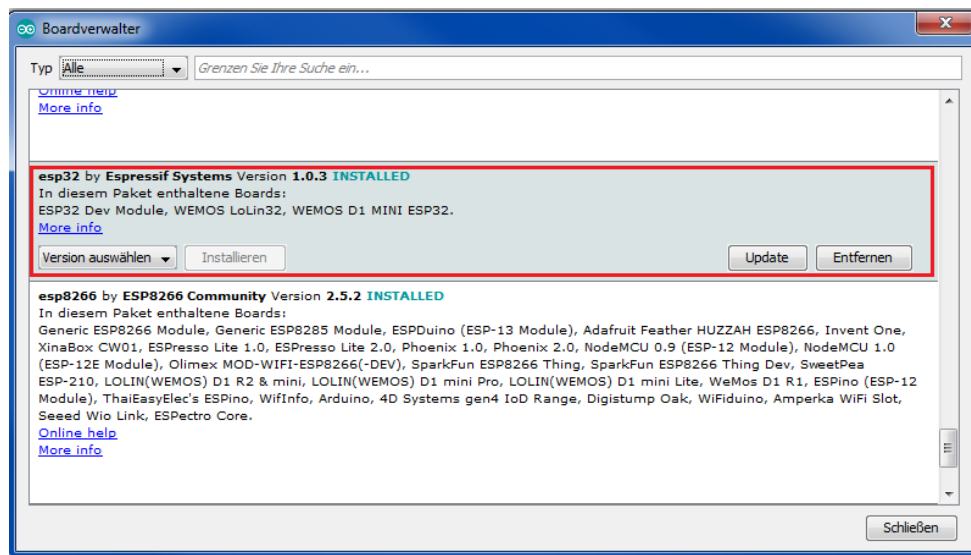 Boardverwalter
Typ Alle Grenzen Sie Ihre Suche ein...
Online help
More info
esp32 by Espressif Systems Version 1.0.3 INSTALLED
In diesem Paket enthaltene Boards:
ESP32 Dev Module, WEMOS LoLin32, WEMOS D1 MINI ESP32.
More info
Version auswählen Installieren Update Entfernen
esp8266 by ESP8266 Community Version 2.5.2 INSTALLED
In diesem Paket enthaltene Boards:
Generic ESP8266 Module, Generic ESP8285 Module, ESPDuino (ESP-13 Module), Adafruit Feather HUZZAH ESP8266, Invent One,
XinaBox CW01, ESPresso Lite 1.0, ESPresso Lite 2.0, Phoenix 1.0, Phoenix 2.0, NodeMCU 0.9 (ESP-12 Module), NodeMCU 1.0
(ESP-12E Module), Olimex MOD-WIFI-ESP8266(-DEV), SparkFun ESP8266 Thing, SparkFun ESP8266 Thing Dev, SweetPea
ESP-210, LOLIN(WEMOS) D1 R2 & mini, LOLIN(WEMOS) D1 mini Pro, LOLIN(WEMOS) D1 mini Lite, WeMos D1 R1, ESPino (ESP-12
Module), ThaiEasyElec's ESPino, WifInfo, Arduino, 4D Systems gen4 IoD Range, Digistump Oak, WiFiduino, Amperka WiFi Slot,
Seeed Wio Link, ESPectro Core.
Online help
More info
Schließen